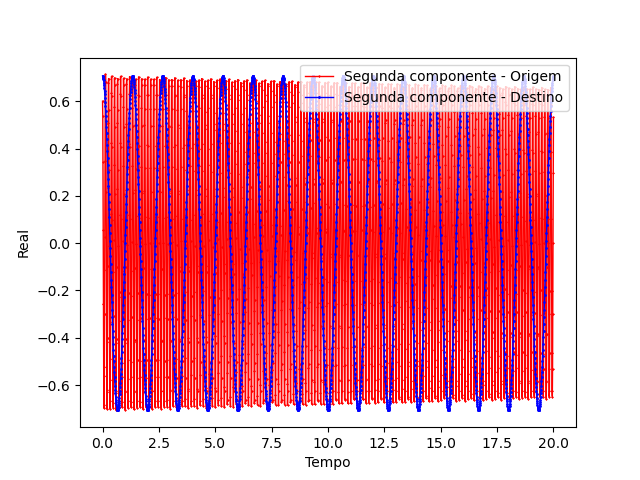 Segunda componente - Origem
Segunda componente - Destino
0.6
0.4
0.2
0.0
−0.2
−0.4
−0.6
Real
0.0 2.5 5.0 7.5 10.0 12.5 15.0 17.5 20.0
Tempo